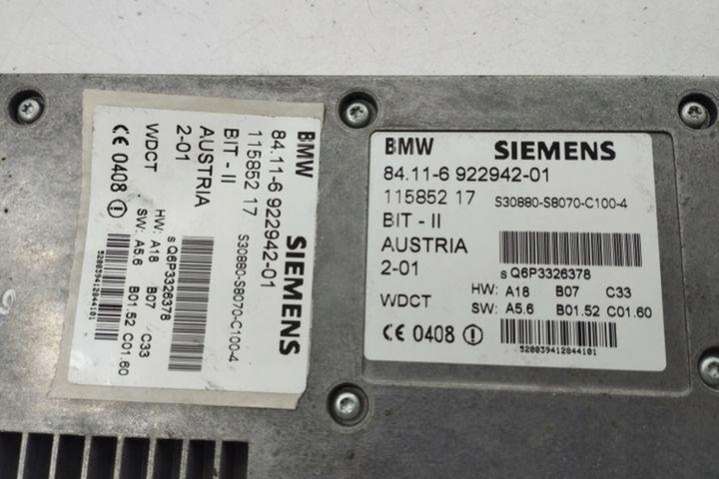 BMW SIEMENS
84.11-6 922942-01
115852 17 S30880-S8070-C100-4
BIT - II
AUSTRIA
2-01 s Q6P3326378
WDCT HW: A18 B07 C33
SW: A5.6 B01.52 C01.60
CE 0408
520039412044101
BMW SIEMENS
84.11-6 922942-01
115852 17 S30880-S8070-C100-4
BIT - II
AUSTRIA
2-01 s Q6P3326378
WDCT HW: A18 B07 C33
SW: A5.6 B01.52 C01.60
CE 0408
520039412044101